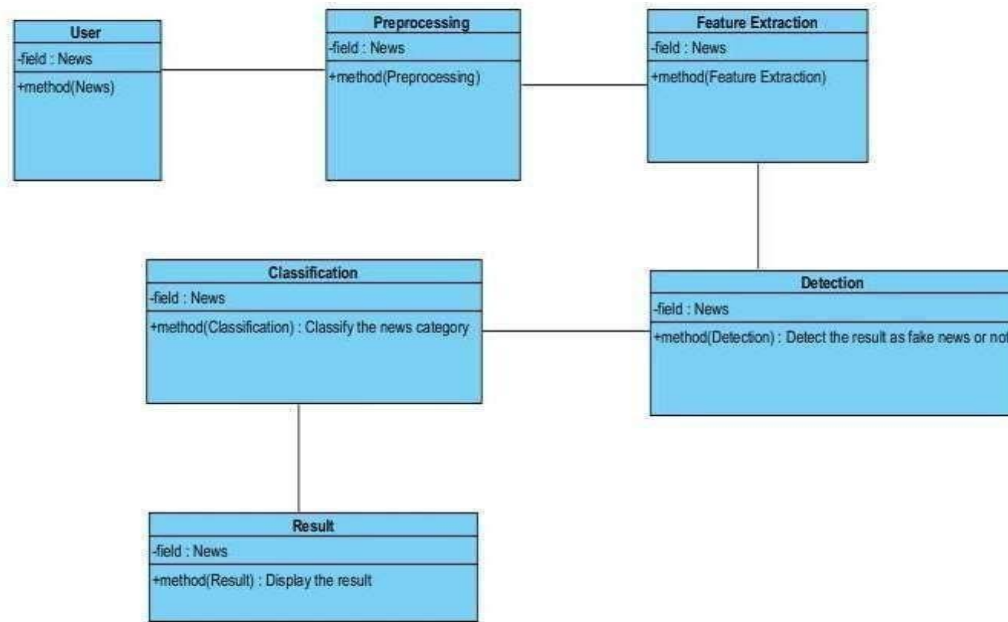 User
-field : News
+method(News)
Preprocessing
-field : News
+method(Preprocessing)
Feature Extraction
-field : News
+method(Feature Extraction)
Classification
-field : News
+method(Classification) : Classify the news category
Detection
-field : News
+method(Detection) : Detect the result as fake news or not
Result
-field : News
+method(Result) : Display the result